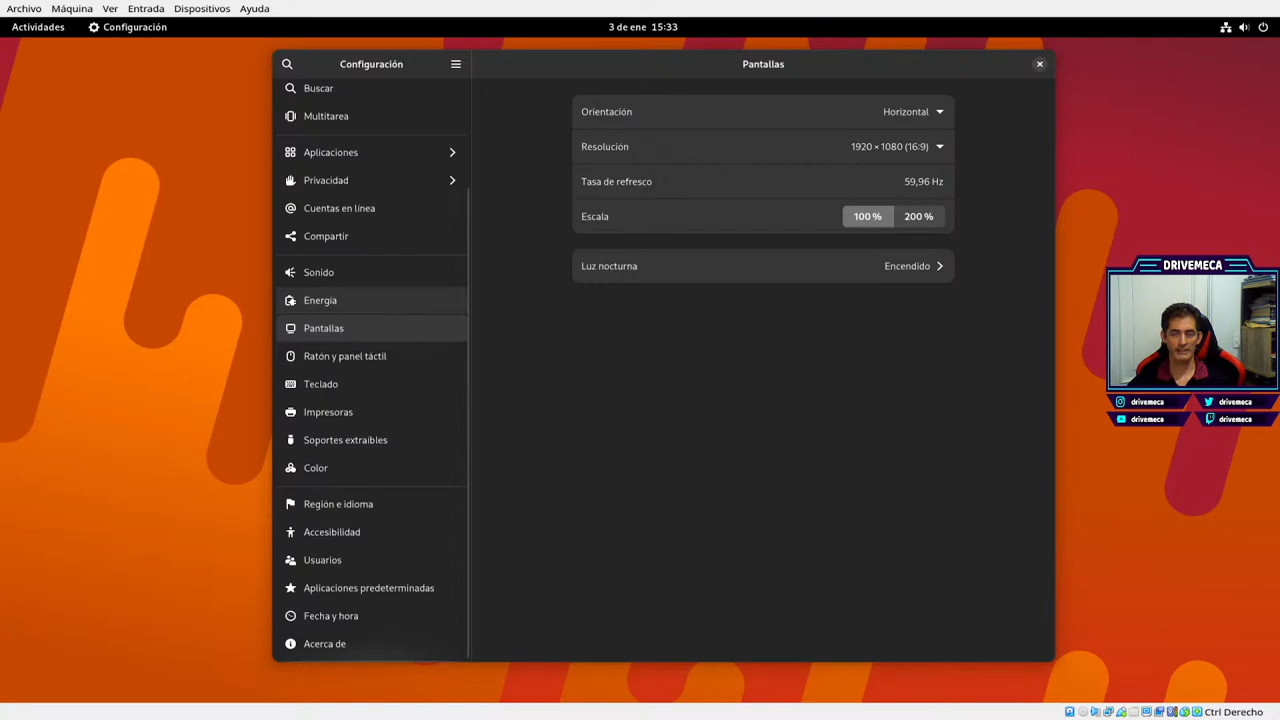 Archivo Máquina Ver Entrada Dispositivos Ayuda
Actividades Configuración 3 de ene 15:33
Configuración
Pantallas
Buscar
Multitarea
Aplicaciones
Privacidad
Cuentas en línea
Compartir
Sonido
Energía
Pantallas
Ratón y panel táctil
Teclado
Impresoras
Soportes extraíbles
Color
Región e idioma
Accesibilidad
Usuarios
Aplicaciones predeterminadas
Fecha y hora
Acerca de
Orientación Horizontal
Resolución 1920 × 1080 (16:9)
Tasa de refresco 59,96 Hz
Escala 100 % 200 %
Luz nocturna Encendido
DRIVEMECA
drivemeca drivemeca
drivemeca drivemeca
Ctrl Derecho